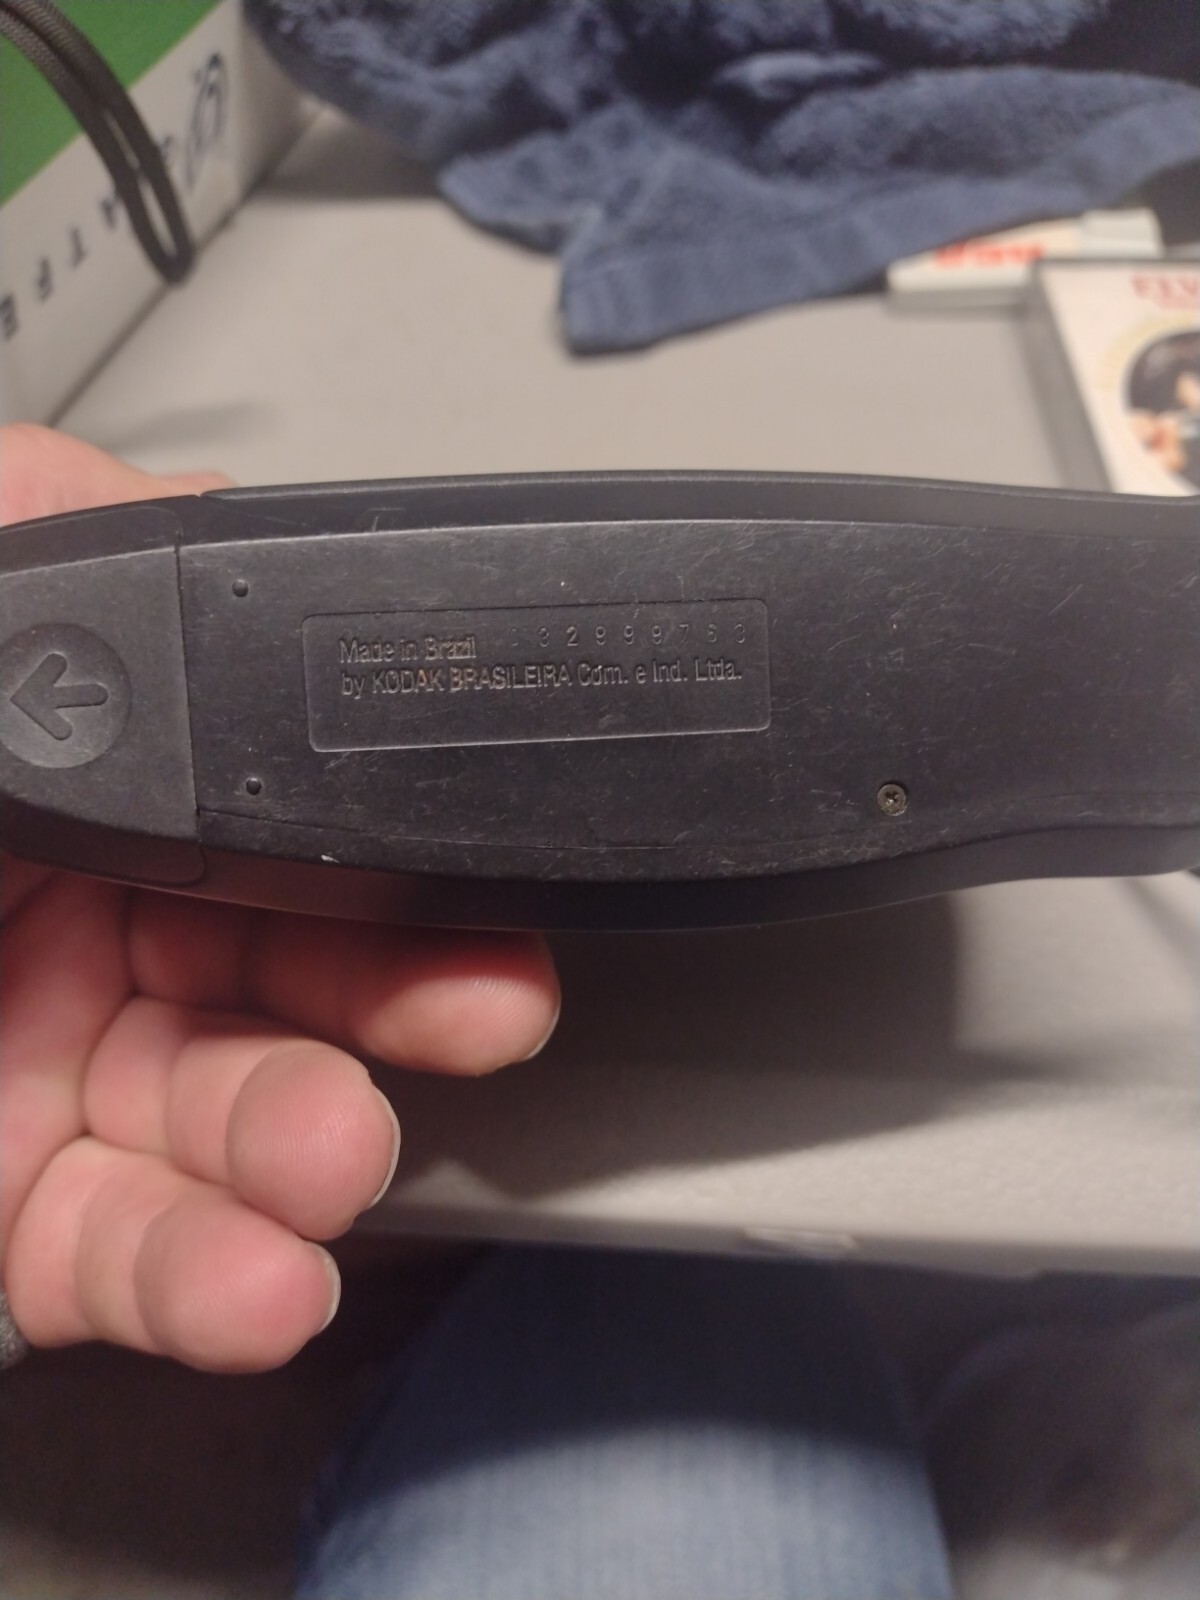 Made in Brazil 032999763
by KODAK BRASILEIRA Com. e Ind. Ltda.